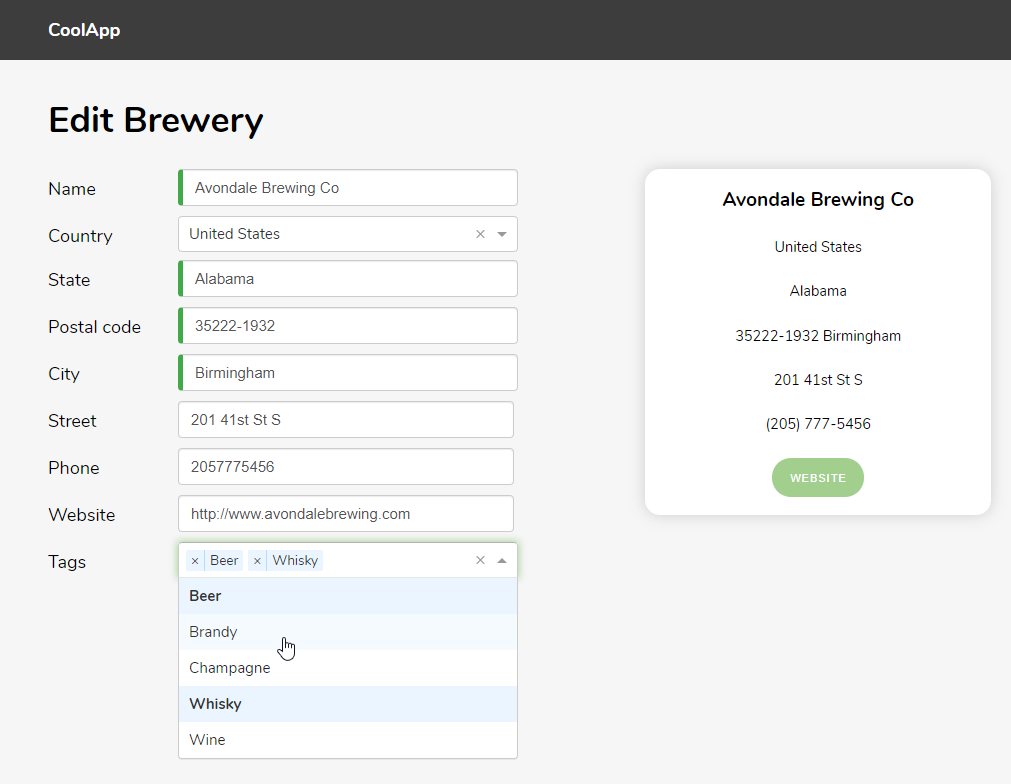 CoolApp
Edit Brewery
Name
Avondale Brewing Co
Country
United States
State
Alabama
Postal code
35222-1932
City
Birmingham
Street
201 41st St S
Phone
2057775456
Website
http://www.avondalebrewing.com
Tags
× Beer × Whisky ×
Beer
Brandy
Champagne
Whisky
Wine
Avondale Brewing Co
United States
Alabama
35222-1932 Birmingham
201 41st St S
(205) 777-5456
WEBSITE